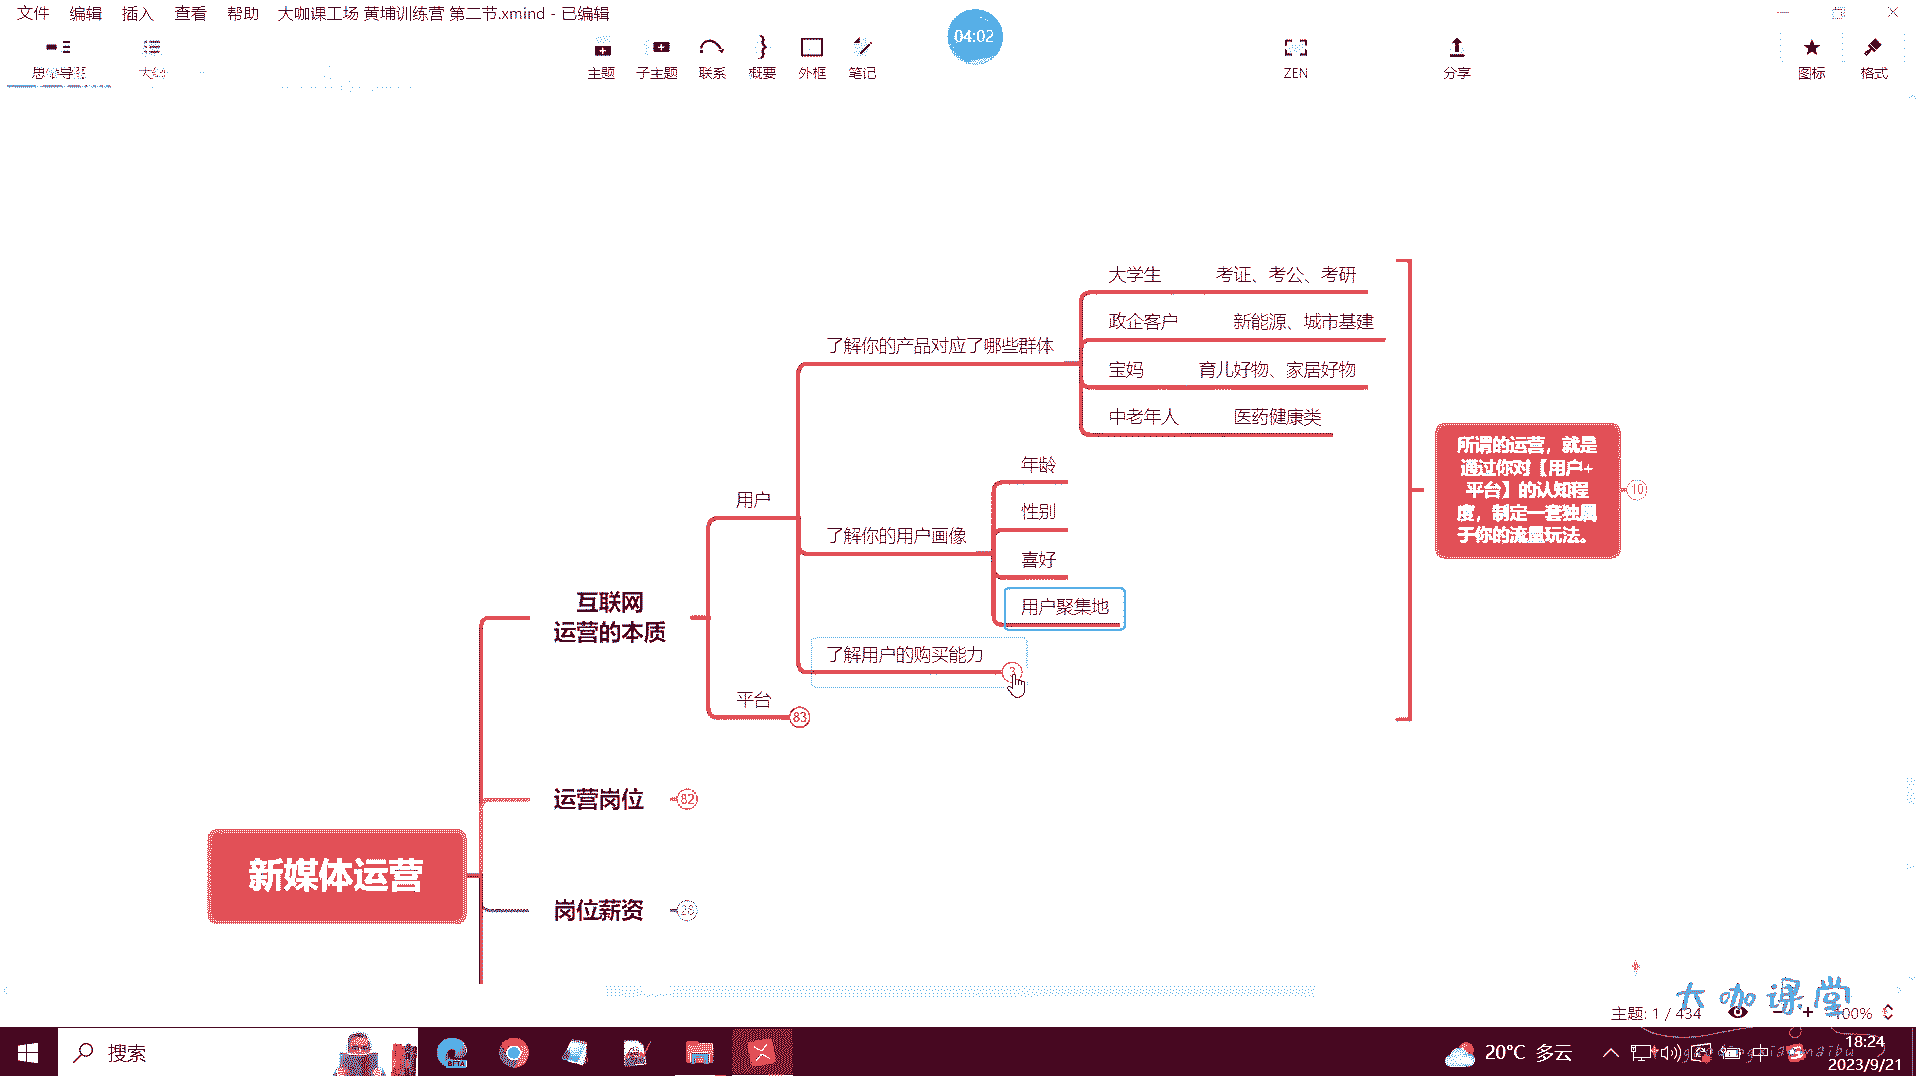 文件 编辑 插入 查看 帮助 大咖课工场 黄埔训练营 第二节.xmind - 已编辑
04:02
思维导图 大纲 主题 子主题 联系 概要 外框 笔记 ZEN 分享 图标 格式
大学生 考证、考公、考研
政企客户 新能源、城市基建
了解你的产品对应了哪些群体
宝妈 育儿好物、家居好物
中老年人 医药健康类
所谓的运营，就是
通过你对【用户+
平台】的认知程
度，制定一套独属
于你的流量玩法。
10
年龄
用户
性别
了解你的用户画像
喜好
用户聚集地
互联网
运营的本质
了解用户的购买能力
平台 83
运营岗位 82
新媒体运营
岗位薪资
大咖课堂
主题: 1 / 434 100%
搜索
20°C 多云
中
18:24
2023/9/21